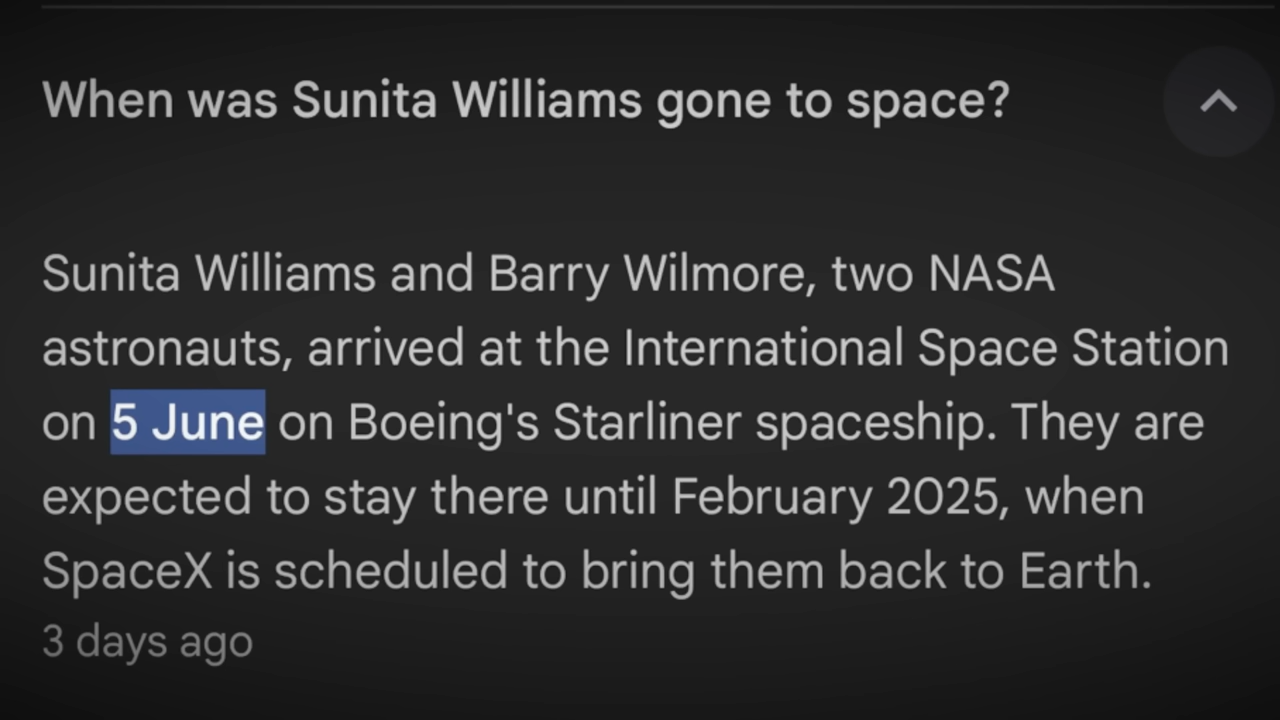 When was Sunita Williams gone to space?
Sunita Williams and Barry Wilmore, two NASA
astronauts, arrived at the International Space Station
on 5 June on Boeing's Starliner spaceship. They are
expected to stay there until February 2025, when
SpaceX is scheduled to bring them back to Earth.
3 days ago